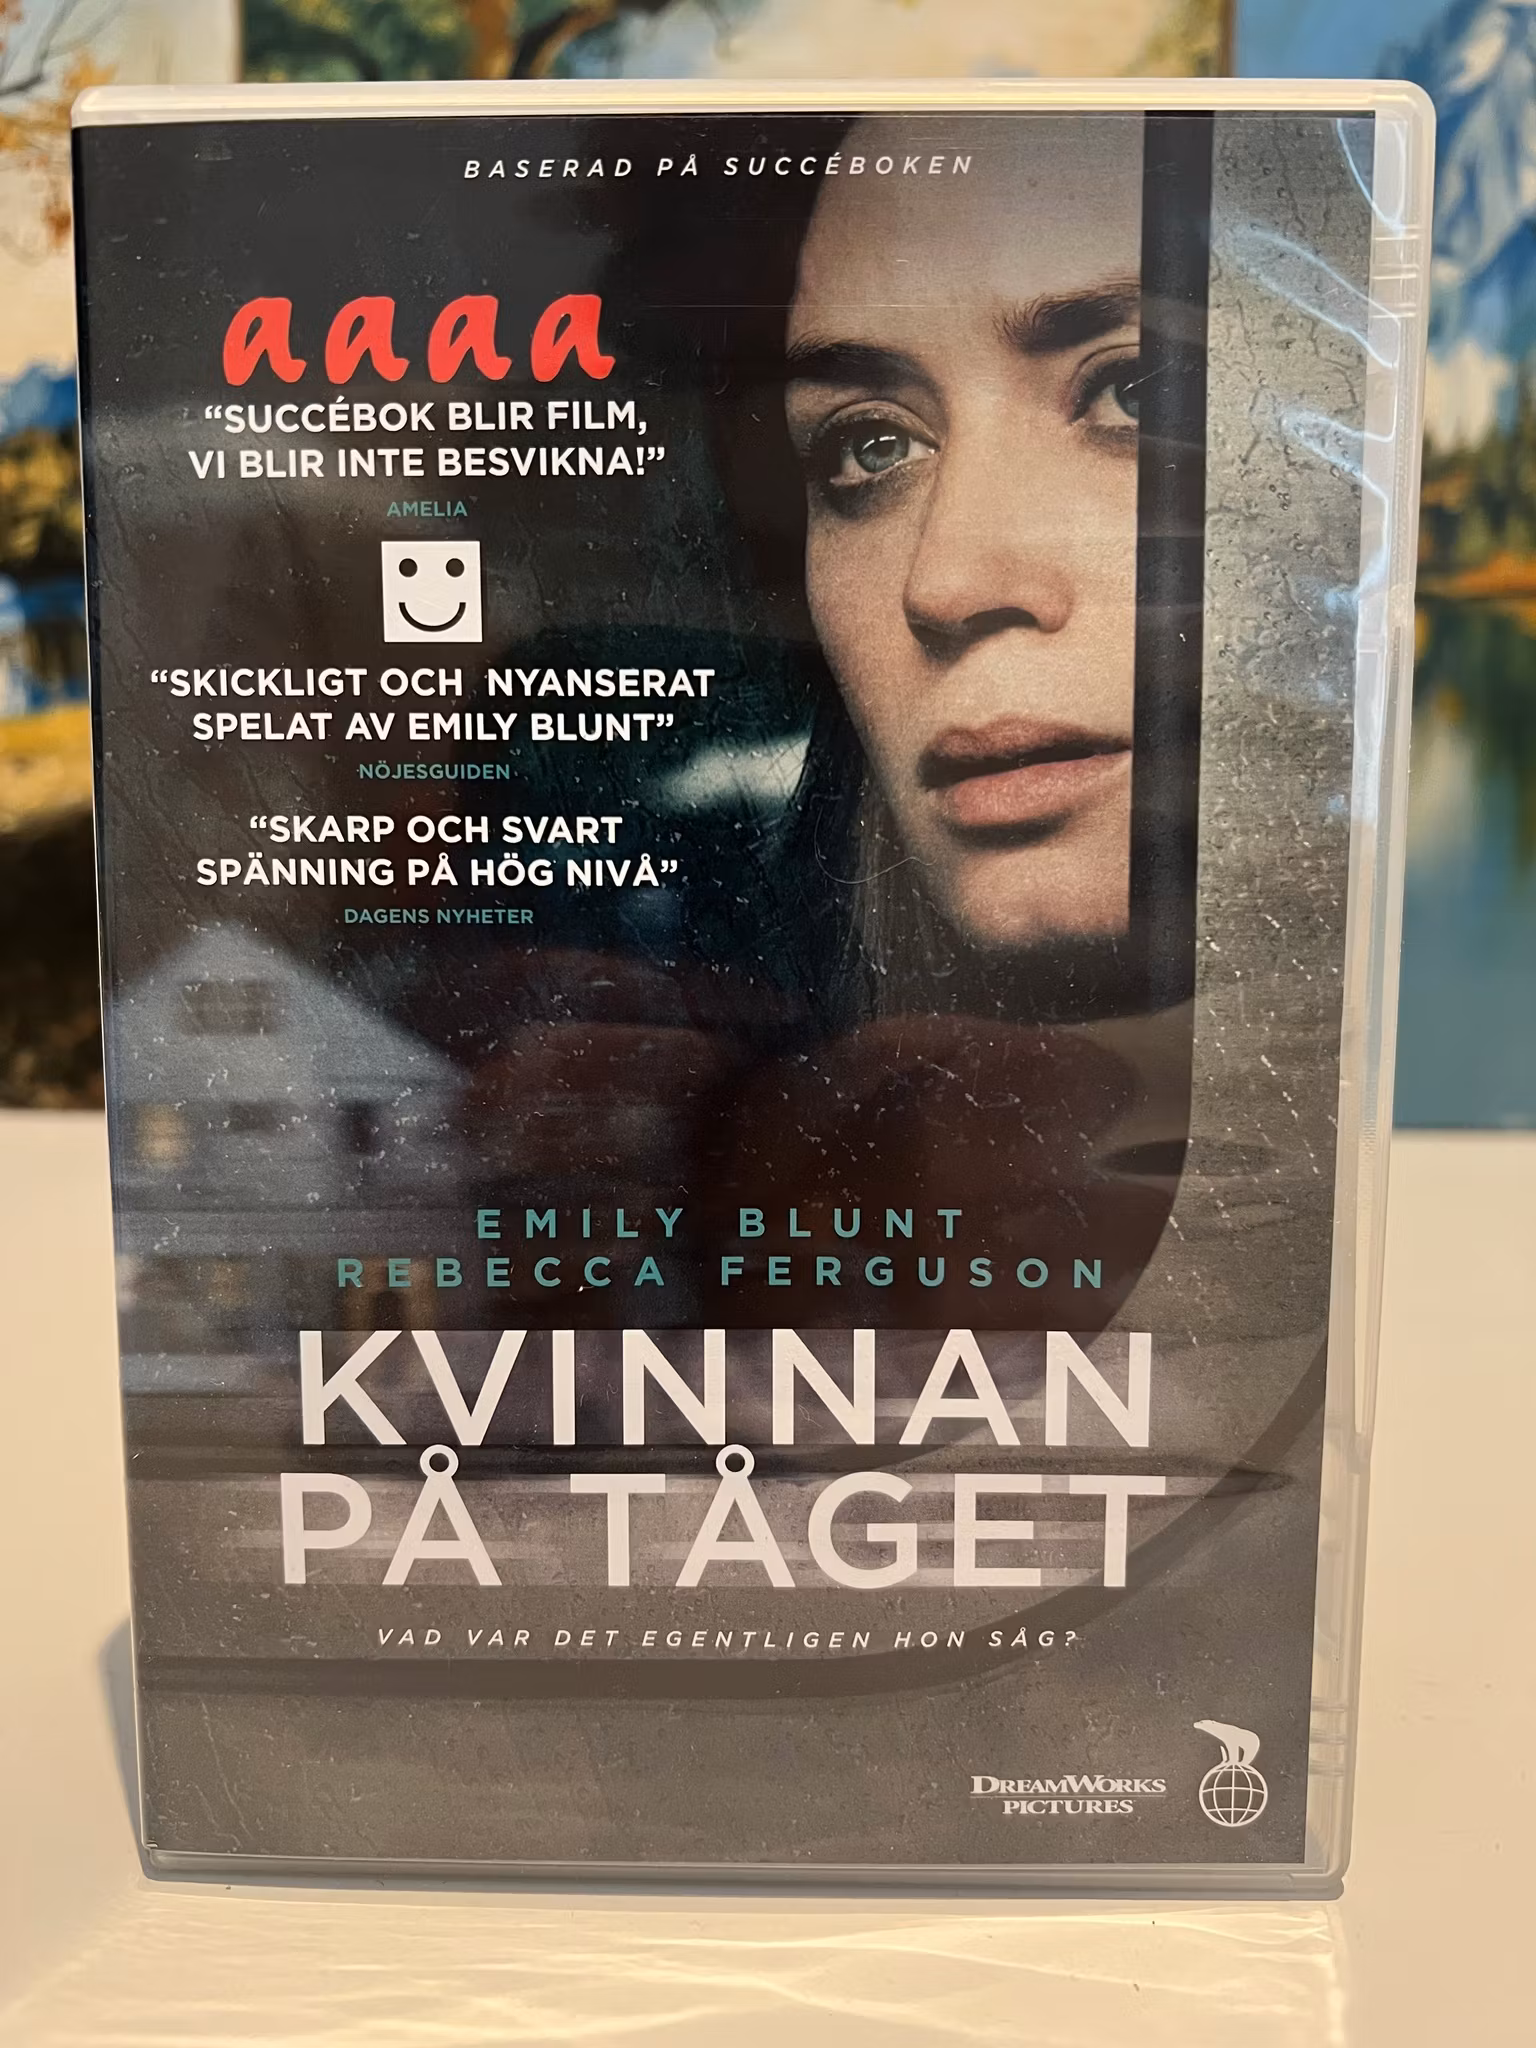 BASERAD PÅ SUCCÉBOKEN
aaaa
“SUCCÉBOK BLIR FILM,
VI BLIR INTE BESVIKNA!”
AMELIA
“SKICKLIGT OCH NYANSERAT
SPELAT AV EMILY BLUNT”
NÖJESGUIDEN
“SKARP OCH SVART
SPÄNNING PÅ HÖG NIVÅ”
DAGENS NYHETER
EMILY BLUNT
REBECCA FERGUSON
KVINNAN
PÅ TÅGET
VAD VAR DET EGENTLIGEN HON SÅG?
DREAMWORKS
PICTURES